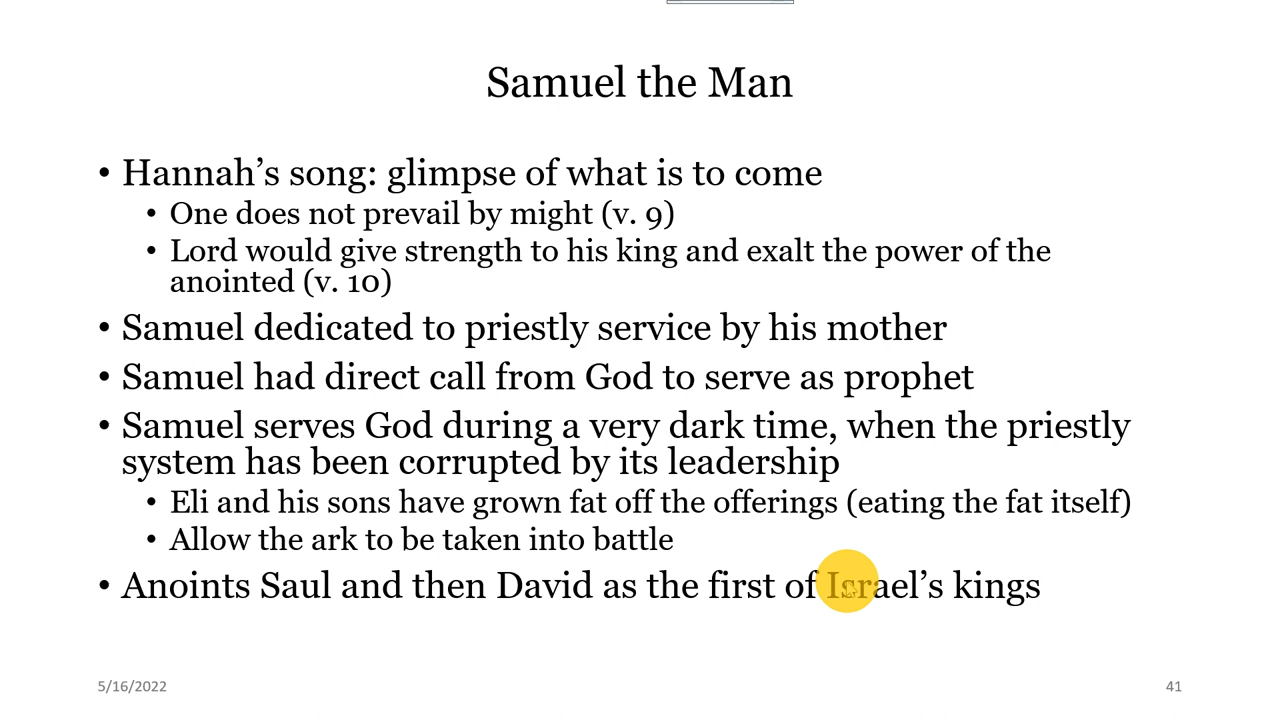 Samuel the Man
• Hannah’s song: glimpse of what is to come
• One does not prevail by might (v. 9)
• Lord would give strength to his king and exalt the power of the
anointed (v. 10)
• Samuel dedicated to priestly service by his mother
• Samuel had direct call from God to serve as prophet
• Samuel serves God during a very dark time, when the priestly
system has been corrupted by its leadership
• Eli and his sons have grown fat off the offerings (eating the fat itself)
• Allow the ark to be taken into battle
• Anoints Saul and then David as the first of Israel’s kings
5/16/2022
41